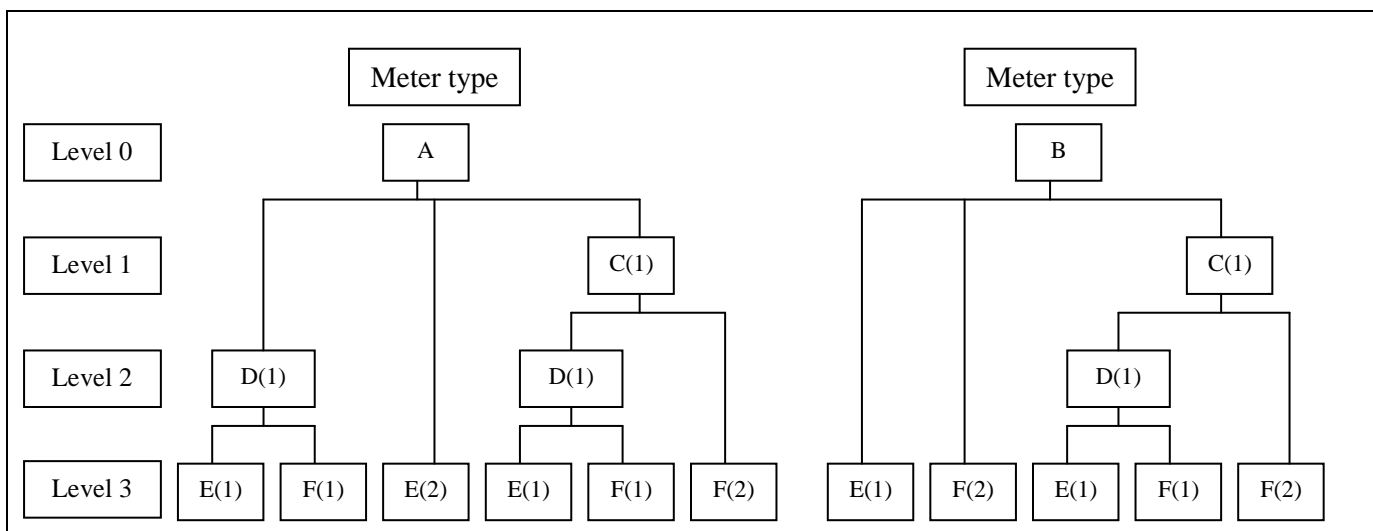 Meter type Meter type
Level 0 A B
Level 1 C(1) C(1)
Level 2 D(1) D(1) D(1)
Level 3 E(1) F(1) E(2) E(1) F(1) F(2) E(1) F(2) E(1) F(1) F(2)